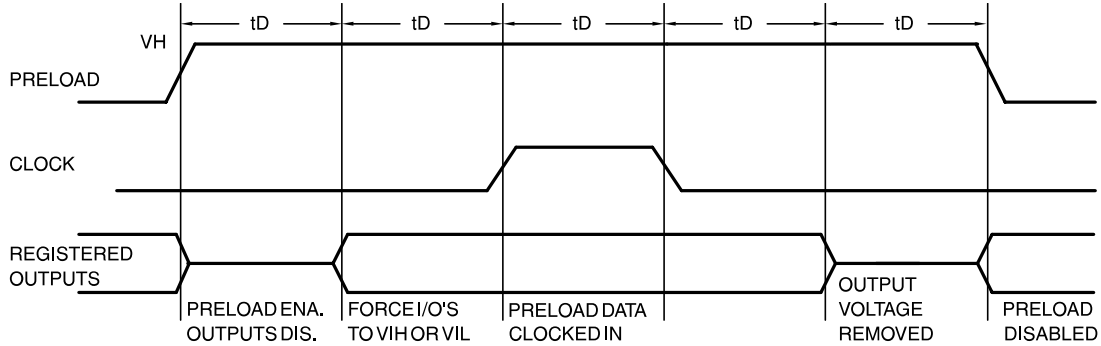 tD tD tD tD tD
VH
PRELOAD
CLOCK
REGISTERED
OUTPUTS
PRELOAD ENA.
OUTPUTS DIS.
FORCE I/O'S
TO VIH OR VIL
PRELOAD DATA
CLOCKED IN
OUTPUT
VOLTAGE
REMOVED
PRELOAD
DISABLED